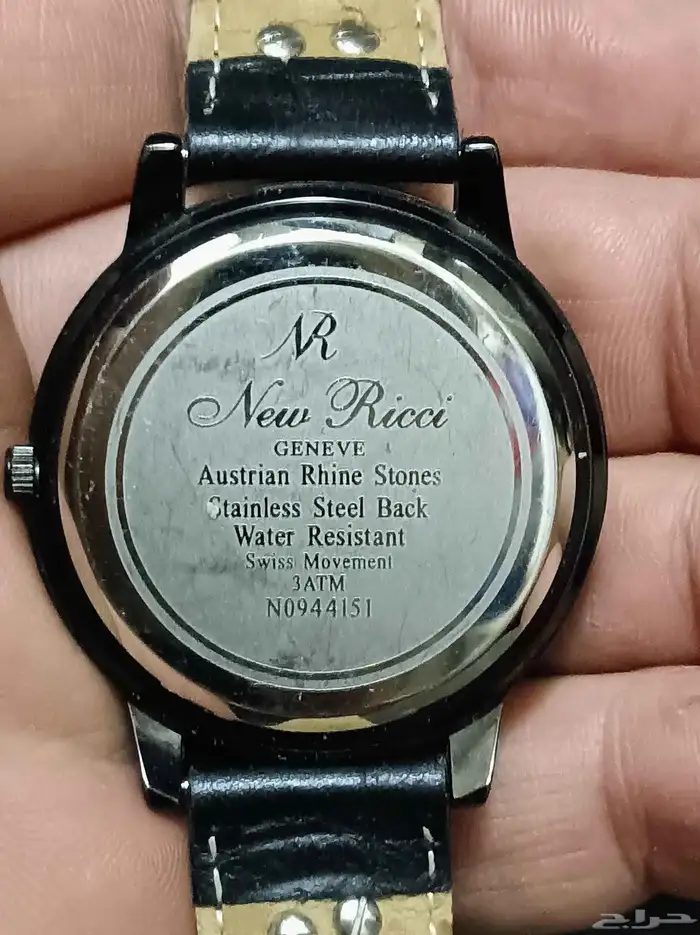 NR
New Ricci
GENEVE
Austrian Rhine Stones
Stainless Steel Back
Water Resistant
Swiss Movement
3ATM
N0944151
حراج